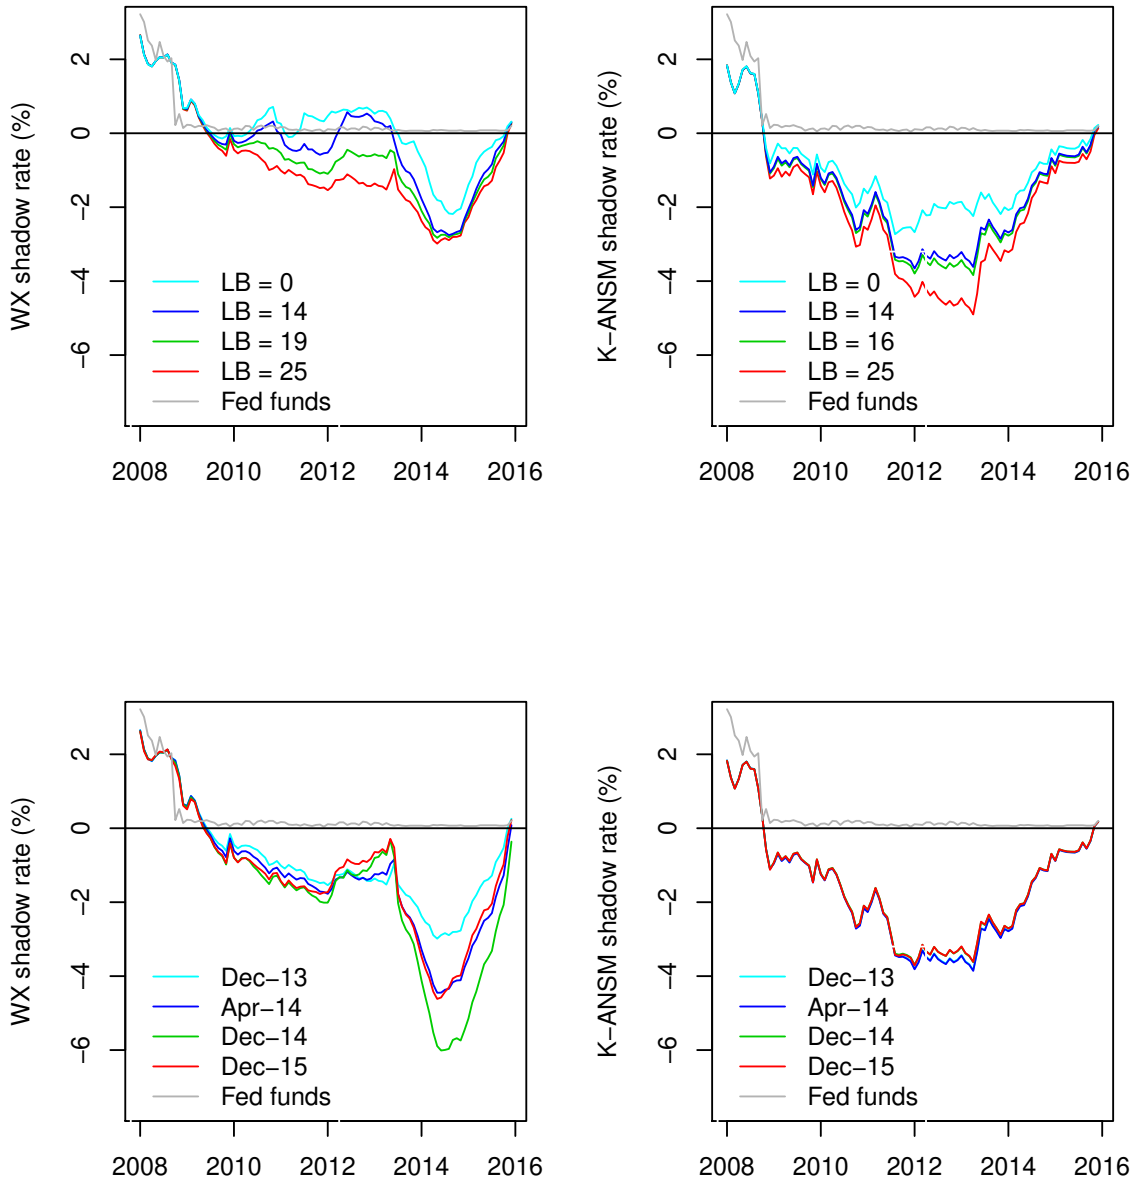 WX shadow rate (%)
2
0
−2
−4
−6
LB = 0
LB = 14
LB = 19
LB = 25
Fed funds
2008 2010 2012 2014 2016
K−ANSM shadow rate (%)
2
0
−2
−4
−6
LB = 0
LB = 14
LB = 16
LB = 25
Fed funds
2008 2010 2012 2014 2016
WX shadow rate (%)
2
0
−2
−4
−6
Dec−13
Apr−14
Dec−14
Dec−15
Fed funds
2008 2010 2012 2014 2016
K−ANSM shadow rate (%)
2
0
−2
−4
−6
Dec−13
Apr−14
Dec−14
Dec−15
Fed funds
2008 2010 2012 2014 2016